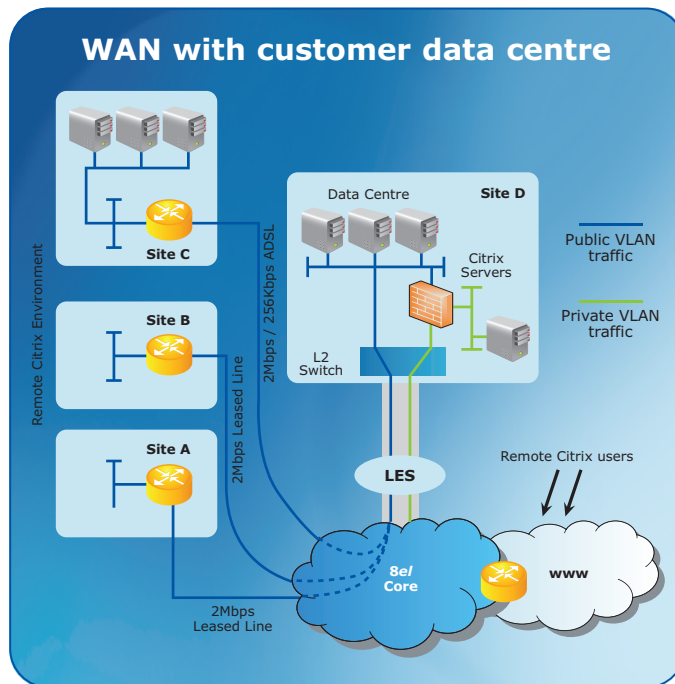 WAN with customer data centre
Remote Citrix Environment
Site C
Site B
Site A
2Mbps / 256Kbps ADSL
2Mbps Leased Line
2Mbps
Leased Line
Data Centre
Site D
Citrix
Servers
L2
Switch
LES
8el
Core
Public VLAN
traffic
Private VLAN
traffic
Remote Citrix users
www